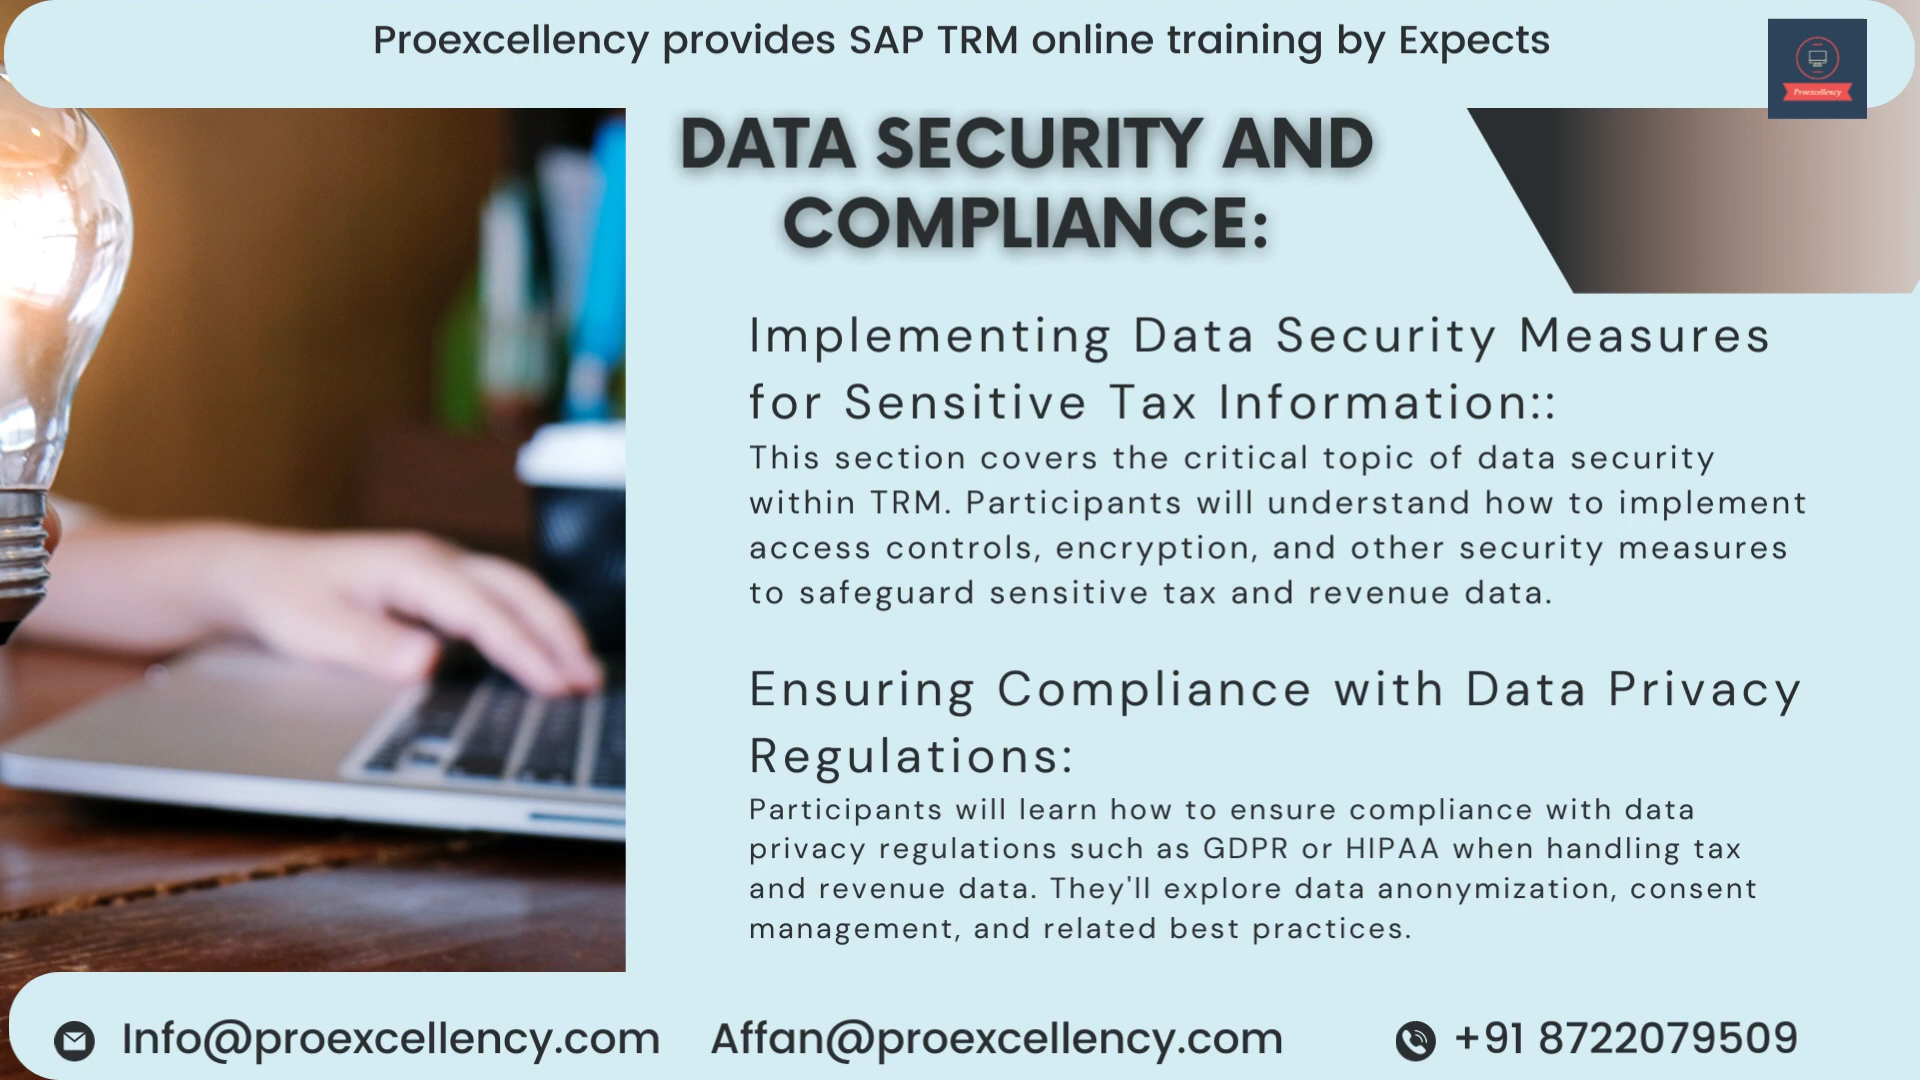 Proexcellency provides SAP TRM online training by Expects
Proexcellency
DATA SECURITY AND
COMPLIANCE:
Implementing Data Security Measures
for Sensitive Tax Information::
This section covers the critical topic of data security
within TRM. Participants will understand how to implement
access controls, encryption, and other security measures
to safeguard sensitive tax and revenue data.
Ensuring Compliance with Data Privacy
Regulations:
Participants will learn how to ensure compliance with data
privacy regulations such as GDPR or HIPAA when handling tax
and revenue data. They'll explore data anonymization, consent
management, and related best practices.
Info@proexcellency.com Affan@proexcellency.com +91 8722079509